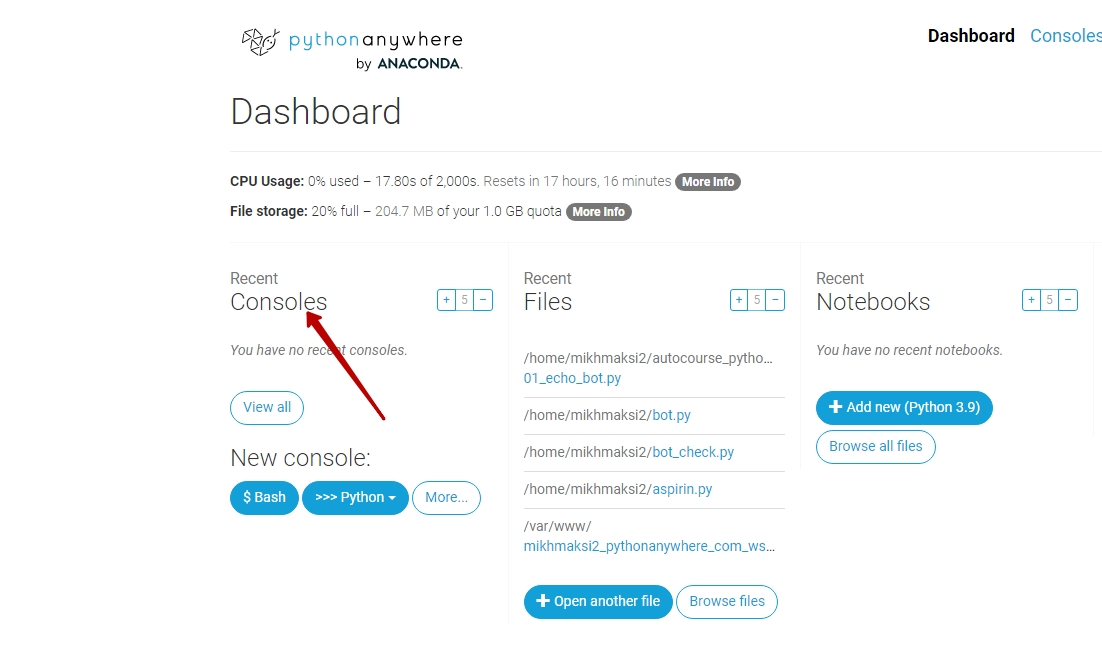 pythonanywhere
by ANACONDA.
Dashboard Consoles
Dashboard
CPU Usage: 0% used – 17.80s of 2,000s. Resets in 17 hours, 16 minutes More Info
File storage: 20% full – 204.7 MB of your 1.0 GB quota More Info
Recent
Consoles
+ 5 −
You have no recent consoles.
View all
New console:
$ Bash >>> Python More...
Recent
Files
+ 5 −
/home/mikhmaksi2/autocourse_pytho...
01_echo_bot.py
/home/mikhmaksi2/bot.py
/home/mikhmaksi2/bot_check.py
/home/mikhmaksi2/aspirin.py
/var/www/
mikhmaksi2_pythonanywhere_com_ws...
+ Open another file Browse files
Recent
Notebooks
+ 5 −
You have no recent notebooks.
+ Add new (Python 3.9)
Browse all files